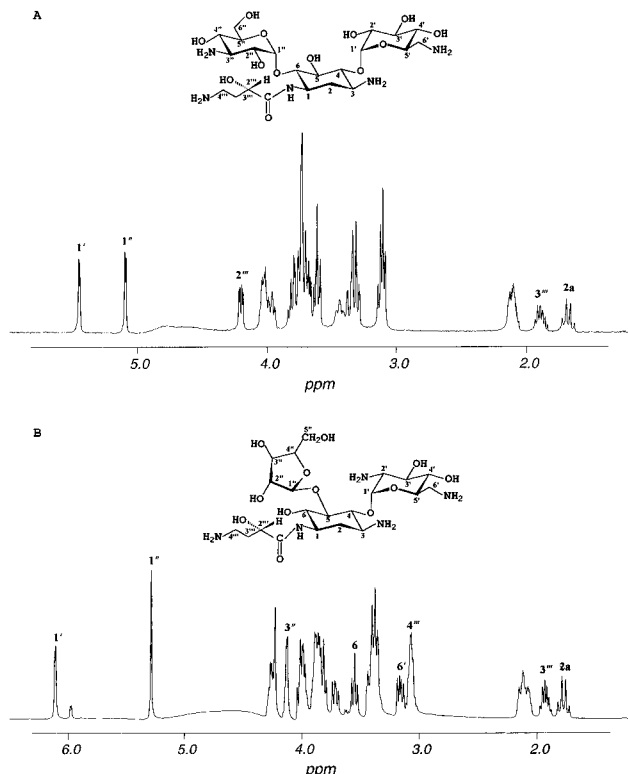 A
OH
6"
4" O
HO 5"
H₂N 1"
3" 2"
OH
O 6 OH
5 4 O
HO 2'" H N 1 2 3 NH₂
H
H₂N 4'" 3'"
O
2' HO 4'
HO OH
3'
1' O 5' 6' NH₂
1' 1" 2'" 3'" 2a
5.0 4.0 3.0 2.0
ppm
B
5"
HO CH₂OH
3" 4"
2" O
HO 1"
O
HO 6 5 4 O
HO 2'" H N 1 2 3 NH₂
H
H₂N 4'" 3'"
O
2' HO 4'
H₂N OH
3'
1' O 5' 6' NH₂
1' 1" 3" 6 6' 4'" 3'" 2a
6.0 5.0 4.0 3.0 2.0
ppm